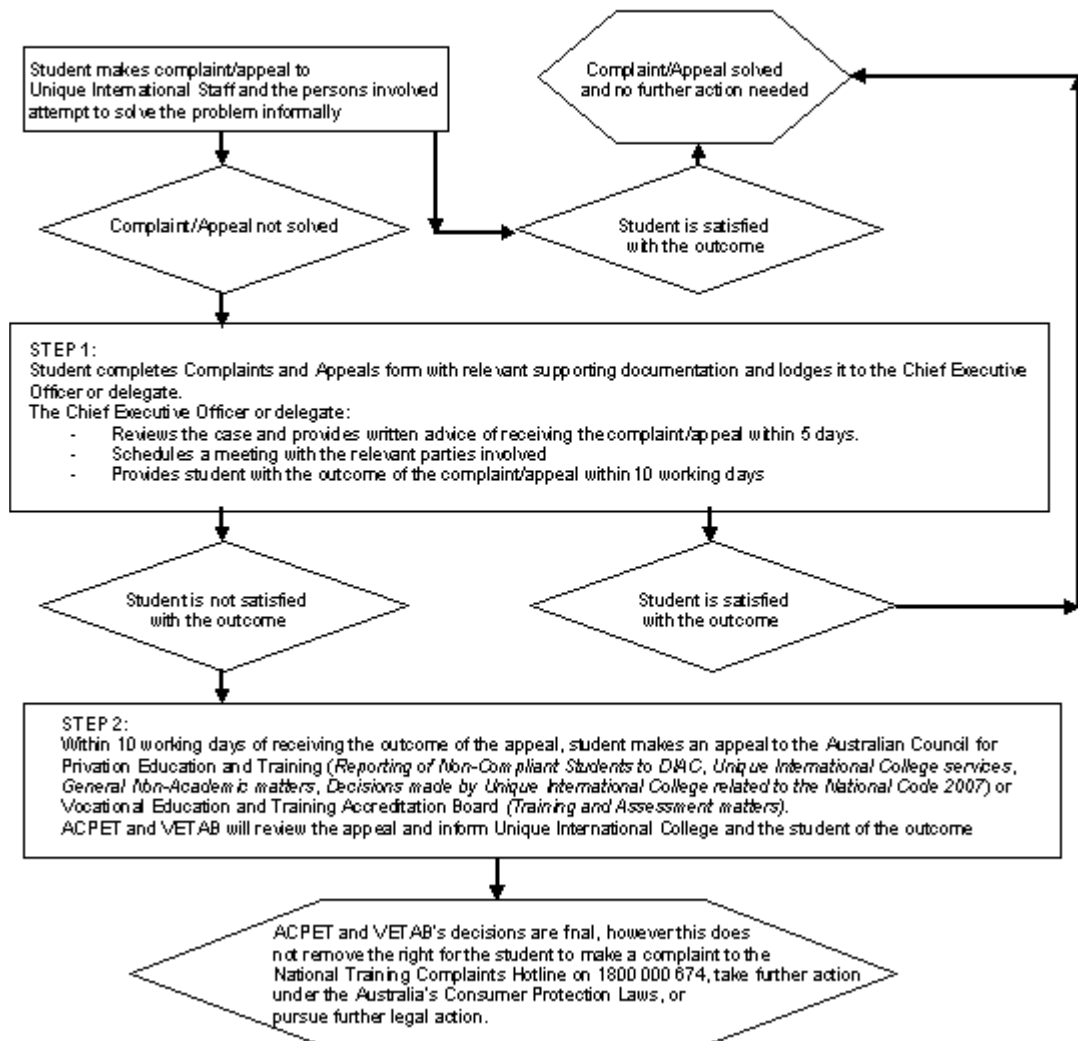 Student makes complaint/appeal to
Unique International Staff and the persons involved
attempt to solve the problem informally
Complaint/Appeal solved
and no further action needed
Complaint/Appeal not solved
Student is satisfied
with the outcome
STEP 1:
Student completes Complaints and Appeals form with relevant supporting documentation and lodges it to the Chief Executive
Officer or delegate.
The Chief Executive Officer or delegate:
- Reviews the case and provides written advice of receiving the complaint/appeal within 5 days.
- Schedules a meeting with the relevant parties involved
- Provides student with the outcome of the complaint/appeal within 10 working days
Student is not satisfied
with the outcome
Student is satisfied
with the outcome
STEP 2:
Within 10 working days of receiving the outcome of the appeal, student makes an appeal to the Australian Council for
Privation Education and Training (Reporting of Non-Compliant Students to DIAC, Unique International College services,
General Non-Academic matters, Decisions made by Unique International College related to the National Code 2007) or
Vocational Education and Training Accreditation Board (Training and Assessment matters).
ACPET and VETAB will review the appeal and inform Unique International College and the student of the outcome
ACPET and VETAB's decisions are fnal, however this does
not remove the right for the student to make a complaint to the
National Training Complaints Hotline on 1800 000 674, take further action
under the Australia's Consumer Protection Laws, or
pursue further legal action.